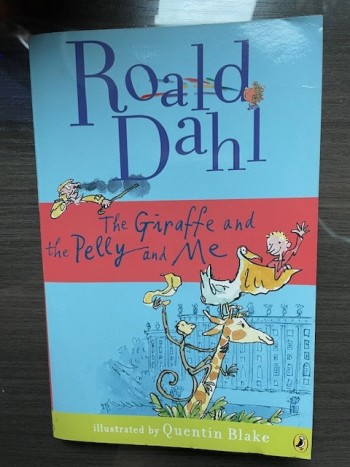 Roald
Dahl
The Giraffe and
the Pelly and Me
illustrated by Quentin Blake